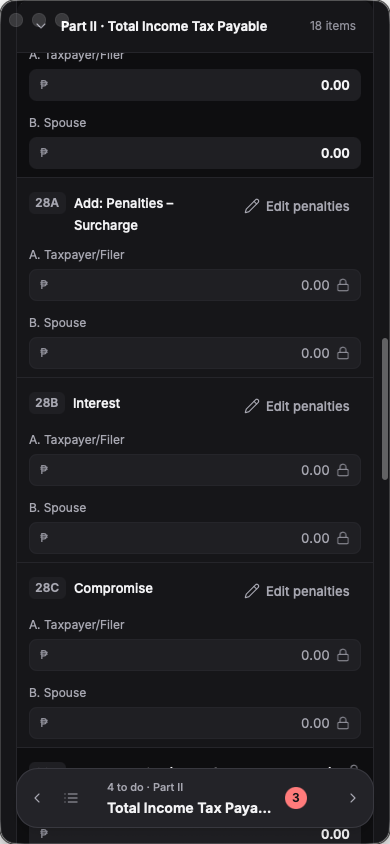 Part II · Total Income Tax Payable
18 items
A. Taxpayer/Filer
₱ 0.00
B. Spouse
₱ 0.00
28A Add: Penalties –
Surcharge
Edit penalties
A. Taxpayer/Filer
₱ 0.00
B. Spouse
₱ 0.00
28B Interest
Edit penalties
A. Taxpayer/Filer
₱ 0.00
B. Spouse
₱ 0.00
28C Compromise
Edit penalties
A. Taxpayer/Filer
₱ 0.00
B. Spouse
₱ 0.00
4 to do · Part II
Total Income Tax Paya...
3
₱ 0.00